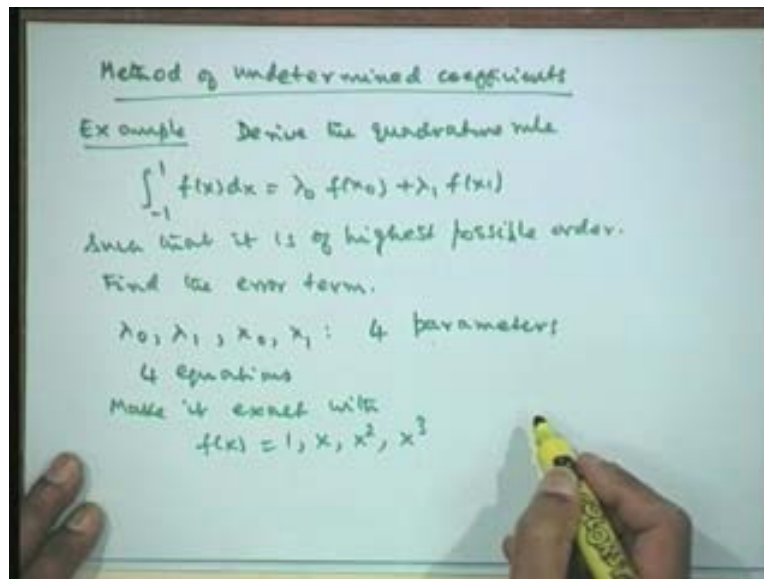 Method of undetermined coefficients
Example Derive the quadrature rule
∫_{-1}^{1} f(x)dx = λ₀ f(x₀) + λ₁ f(x₁)
Such that it is of highest possible order.
Find the error term.
λ₀, λ₁, x₀, x₁ : 4 parameters
4 equations
Make it exact with
f(x) = 1, x, x², x³